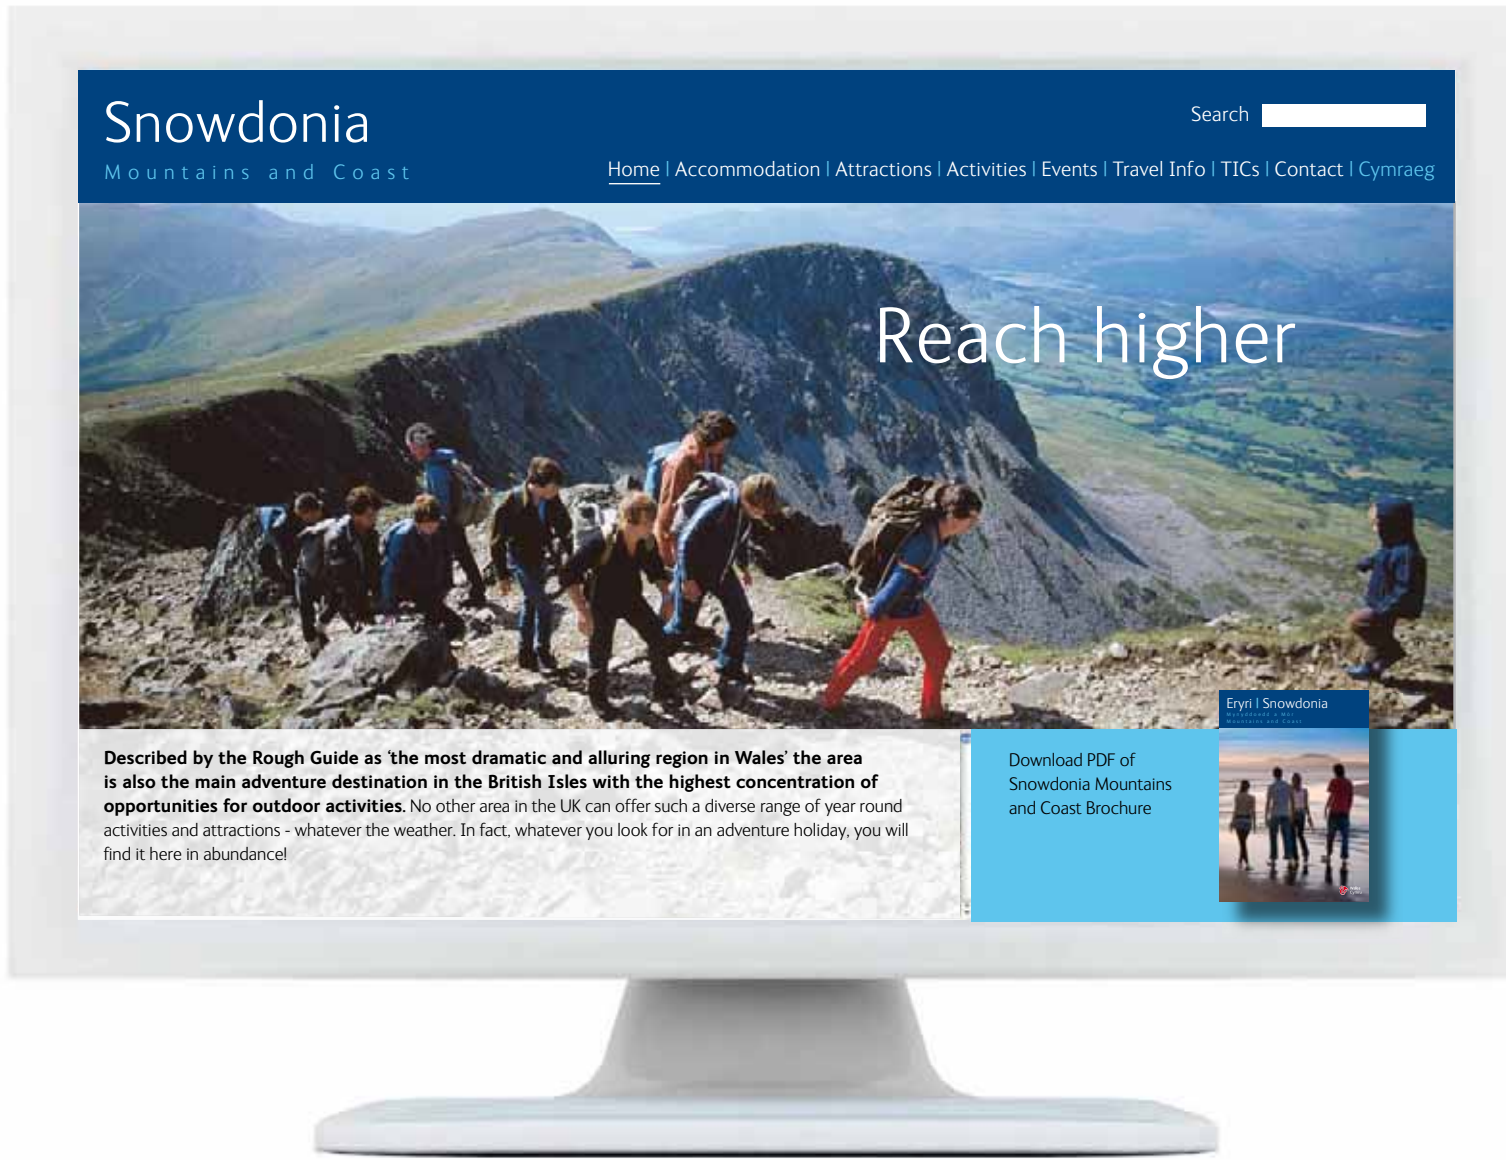 Snowdonia
Mountains and Coast
Search
Home | Accommodation | Attractions | Activities | Events | Travel Info | TICs | Contact | Cymraeg
Reach higher
Eryri | Snowdonia
Mynyddoedd a Môr
Mountains and Coast
Described by the Rough Guide as ‘the most dramatic and alluring region in Wales’ the area
is also the main adventure destination in the British Isles with the highest concentration of
opportunities for outdoor activities. No other area in the UK can offer such a diverse range of year round
activities and attractions - whatever the weather. In fact, whatever you look for in an adventure holiday, you will
find it here in abundance!
Download PDF of
Snowdonia Mountains
and Coast Brochure